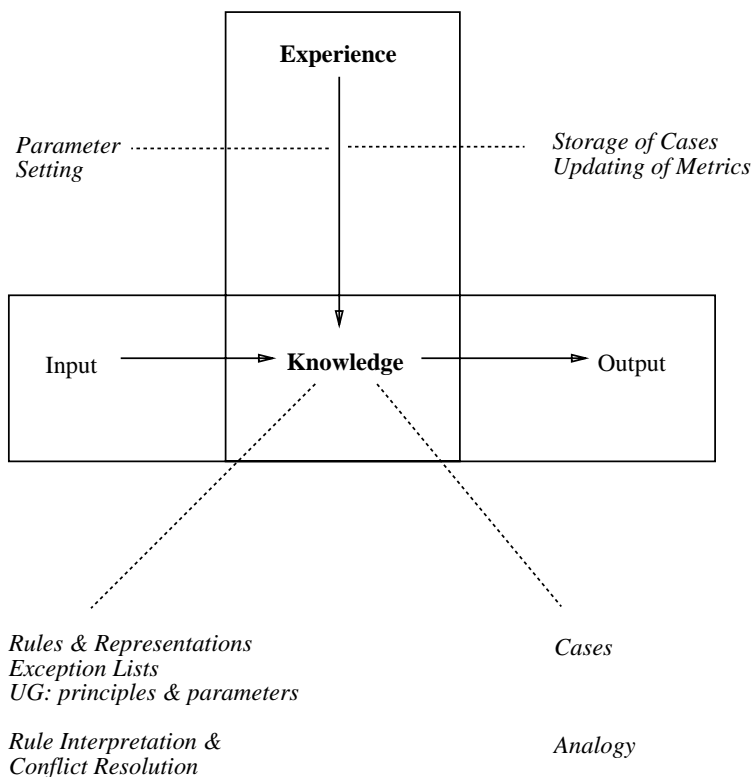 Experience
Parameter
Setting
Storage of Cases
Updating of Metrics
Input
Knowledge
Output
Rules & Representations
Exception Lists
UG: principles & parameters
Cases
Rule Interpretation &
Conflict Resolution
Analogy